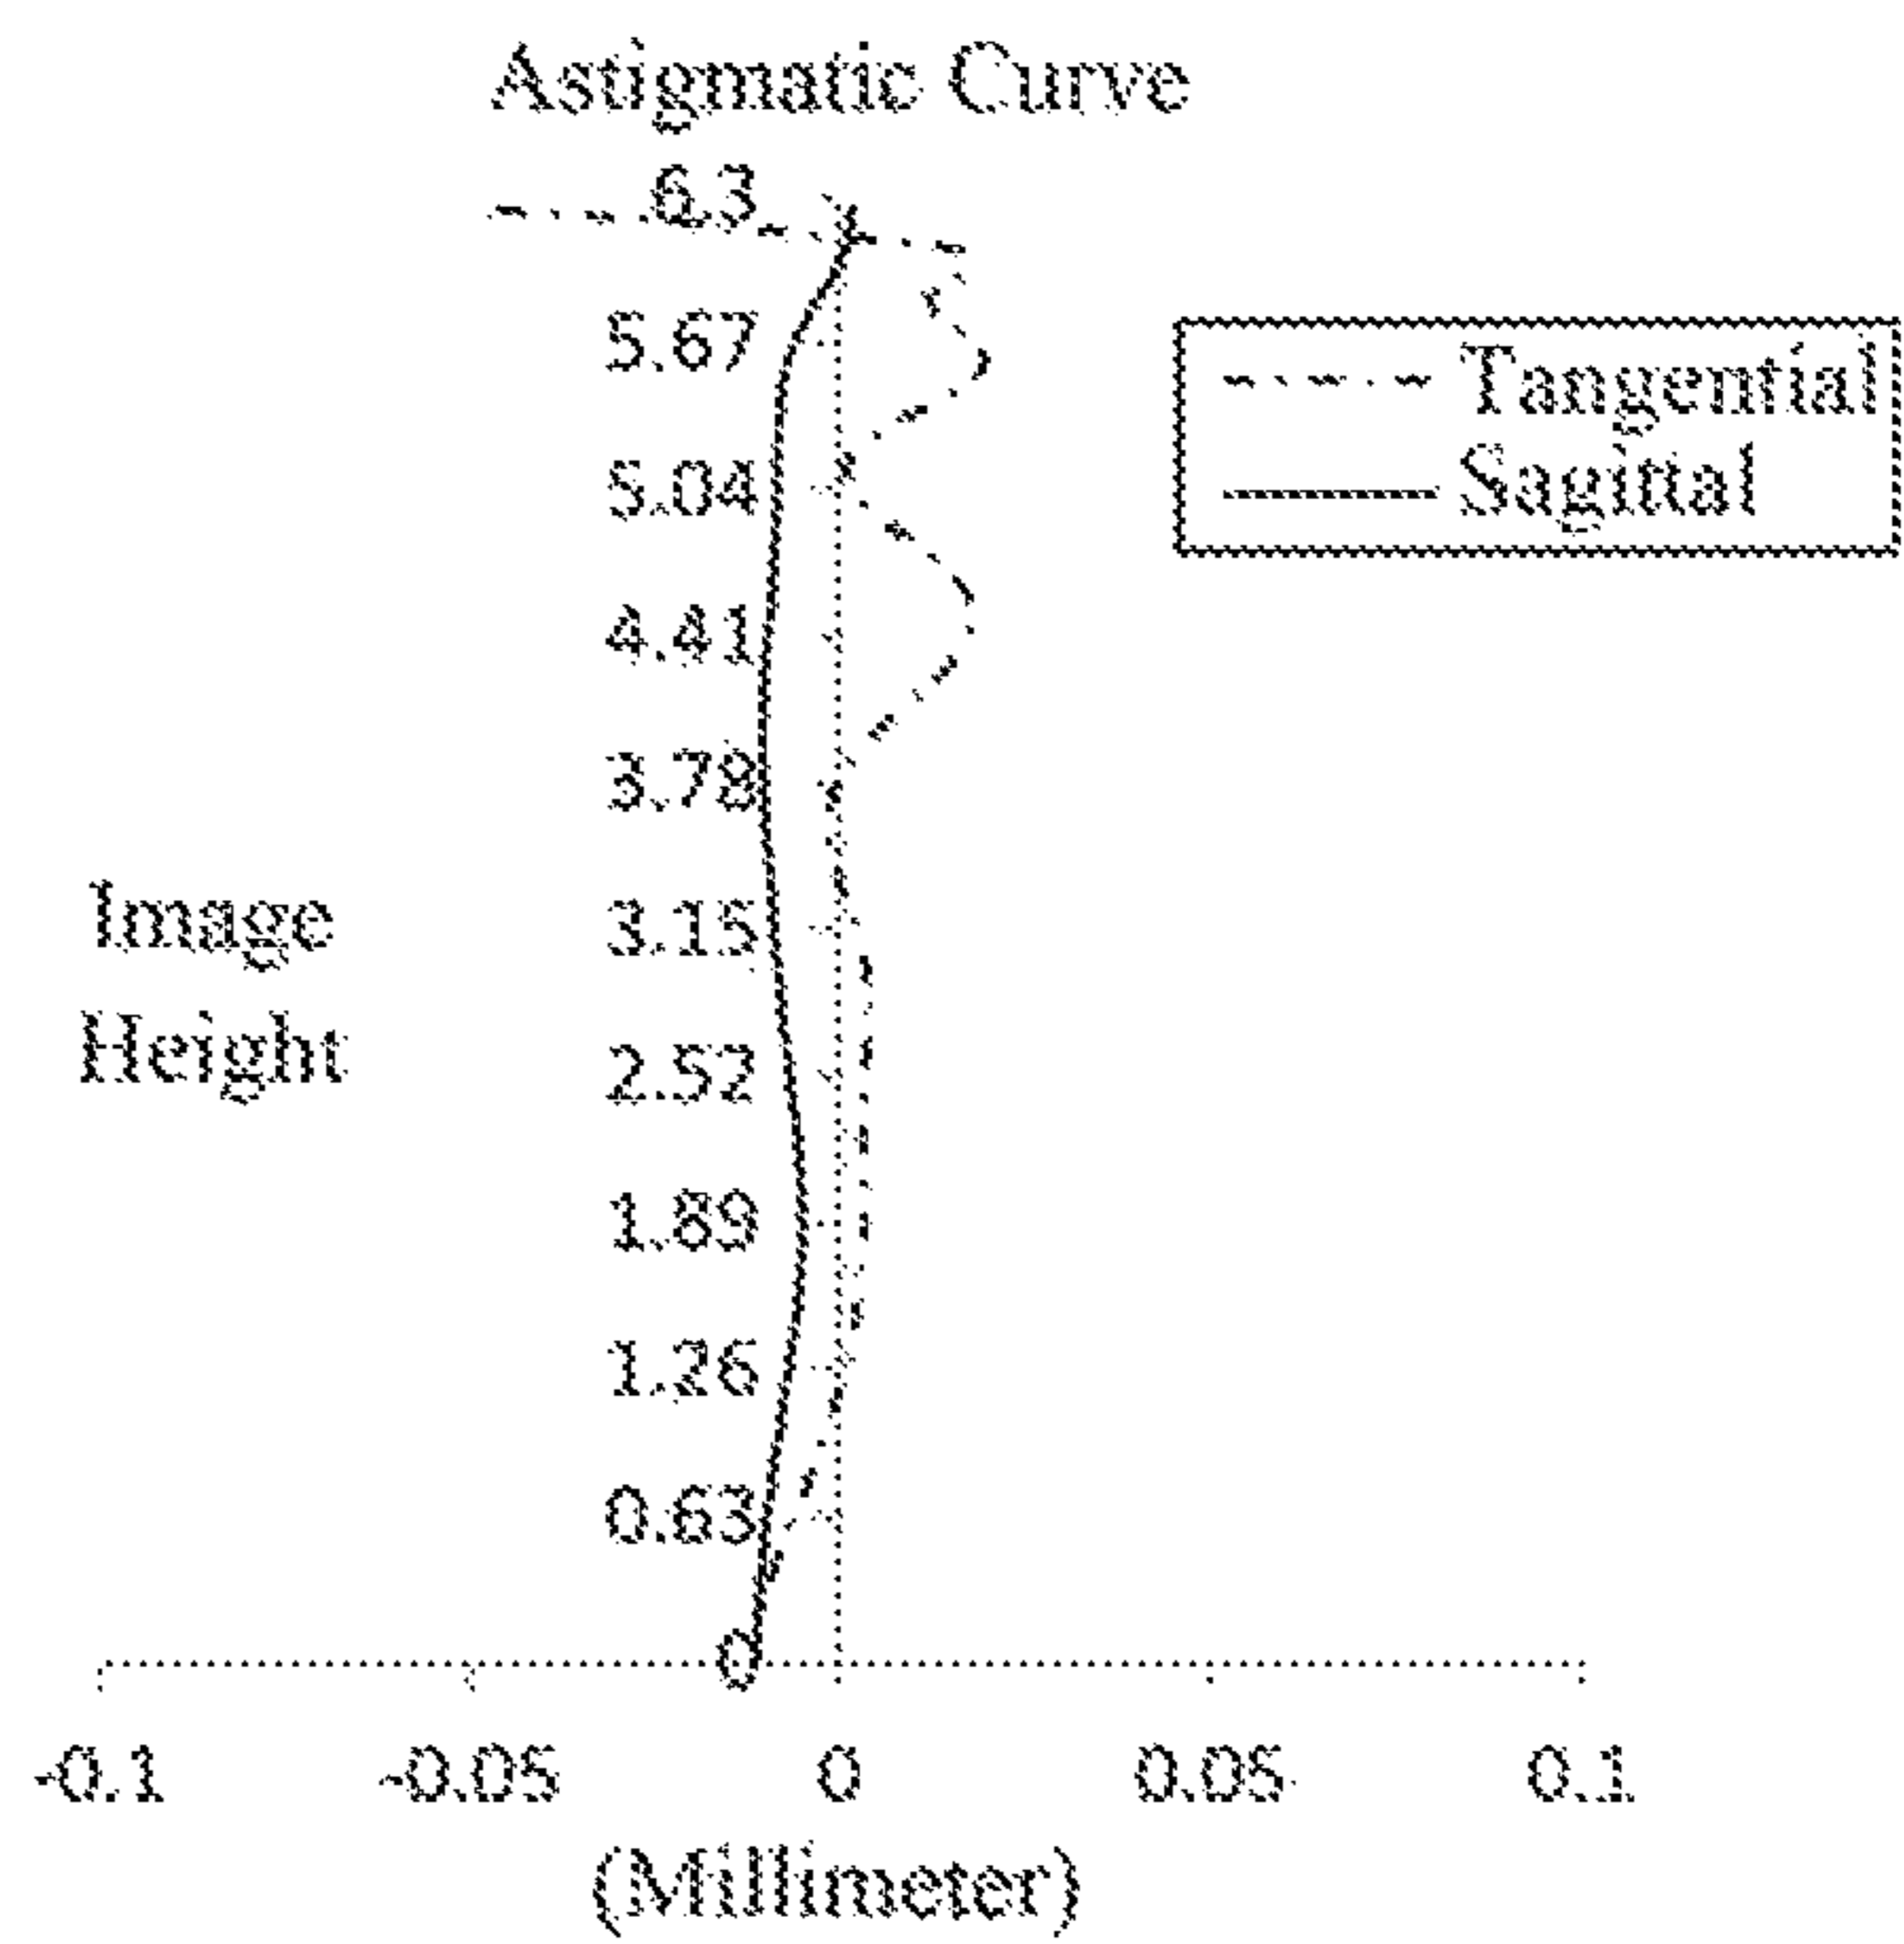 Astigmatic Curve
6.3
5.67
Tangential
5.04
Sagittal
4.41
3.78
Image
Height
3.15
2.52
1.89
1.26
0.63
0
-0.1
-0.05
0
0.05
0.1
(Millimeter)